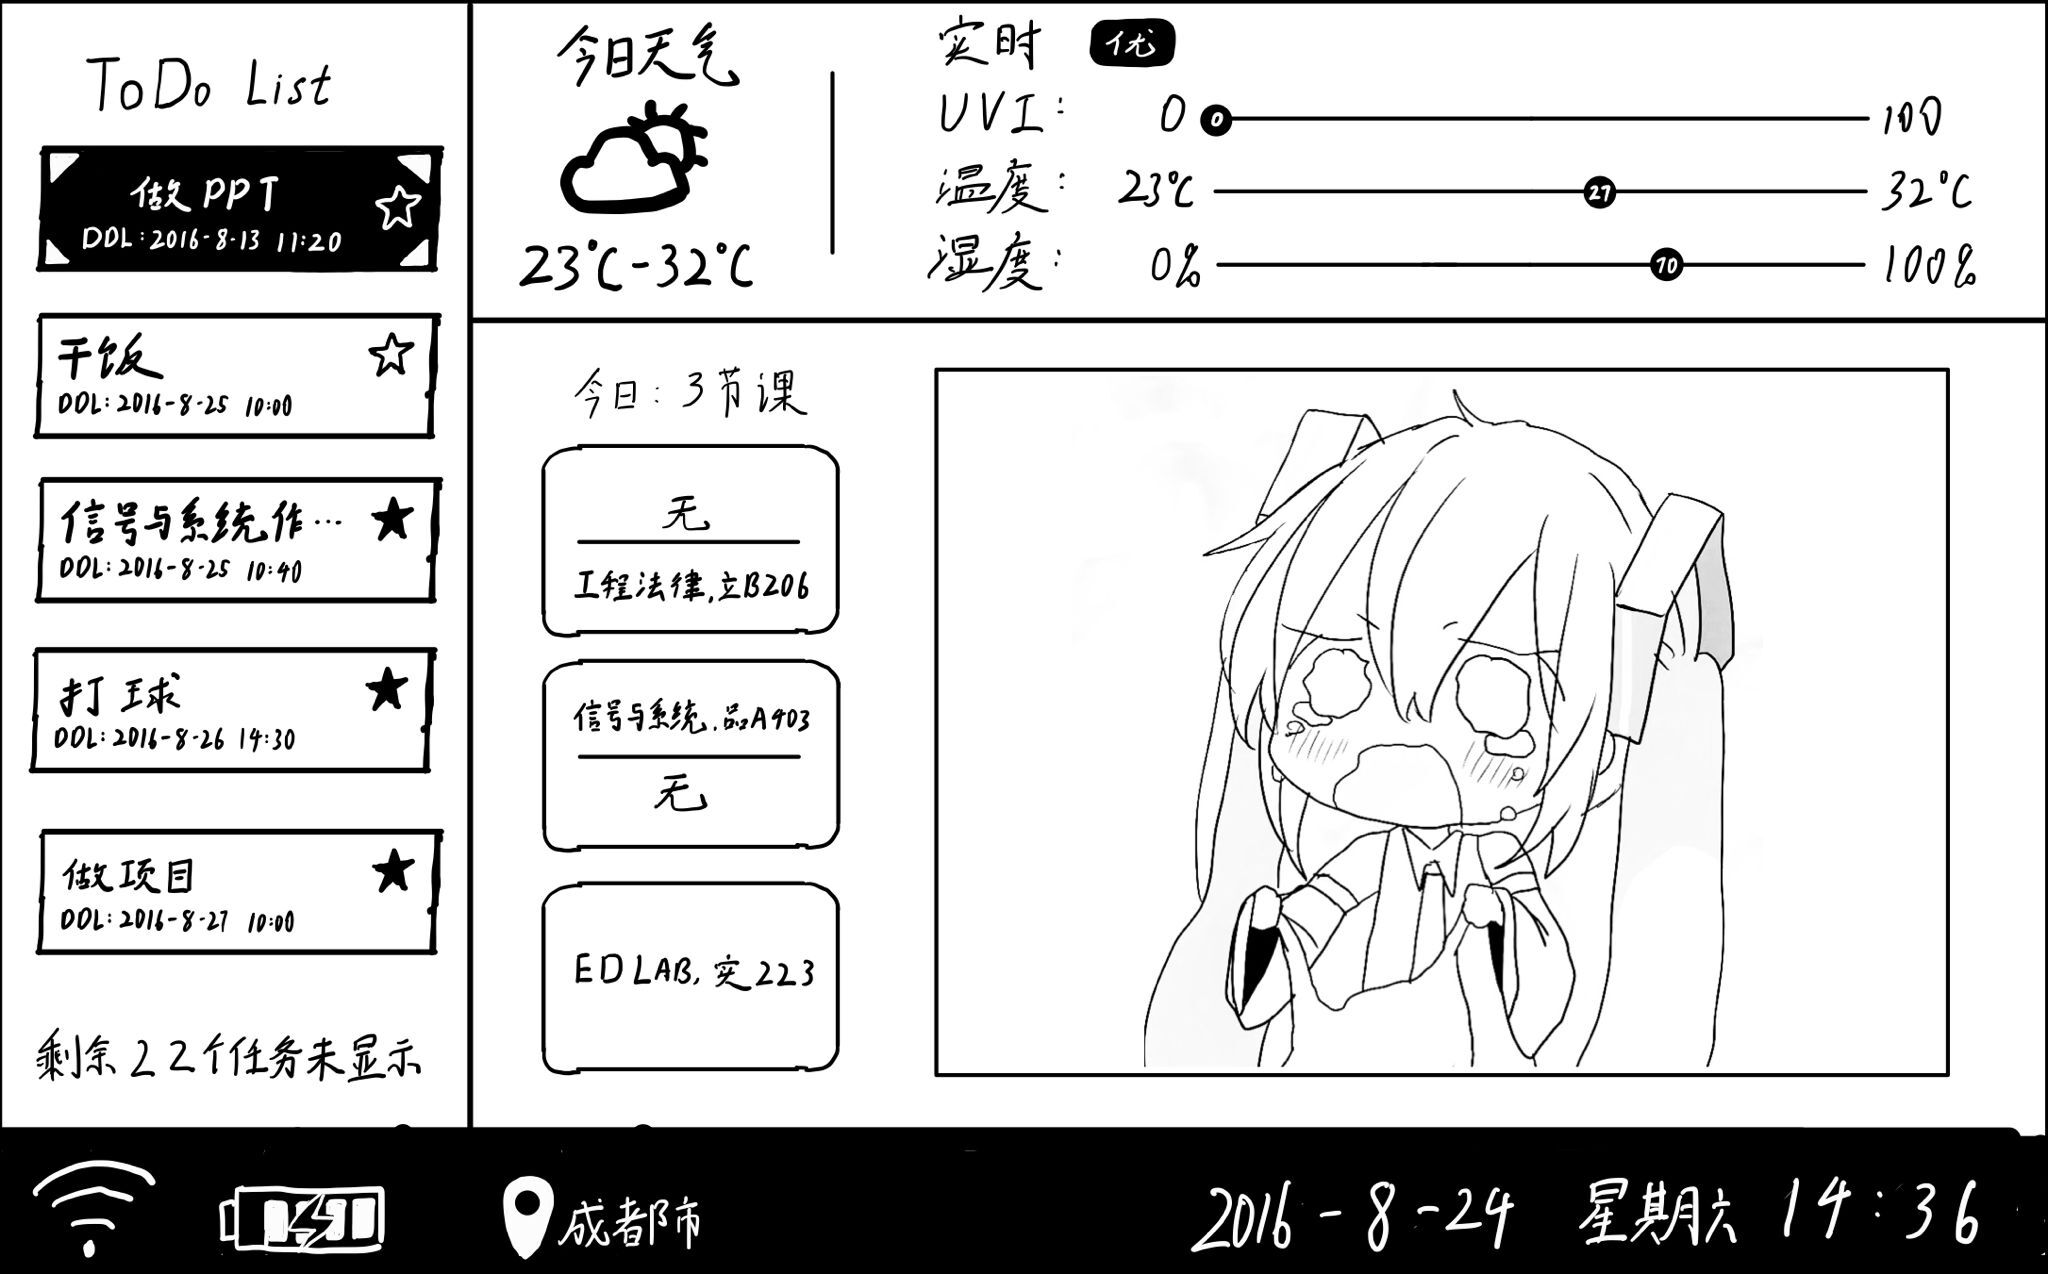 ToDo List
做PPT
DDL:2016-8-13 11:20
干饭
DDL:2016-8-25 10:00
信号与系统作…
DDL:2016-8-25 10:40
打球
DDL:2016-8-26 14:30
做项目
DDL:2016-8-27 10:00
剩余22个任务未显示
今日天气
23℃-32℃
实时 优
UVI: 0 0 100
温度: 23℃ 27 32℃
湿度: 0% 70 100%
今日: 3节课
无
工程法律,立B206
信号与系统,品A403
无
ED LAB, 实223
成都市
2016-8-24 星期六 14:36